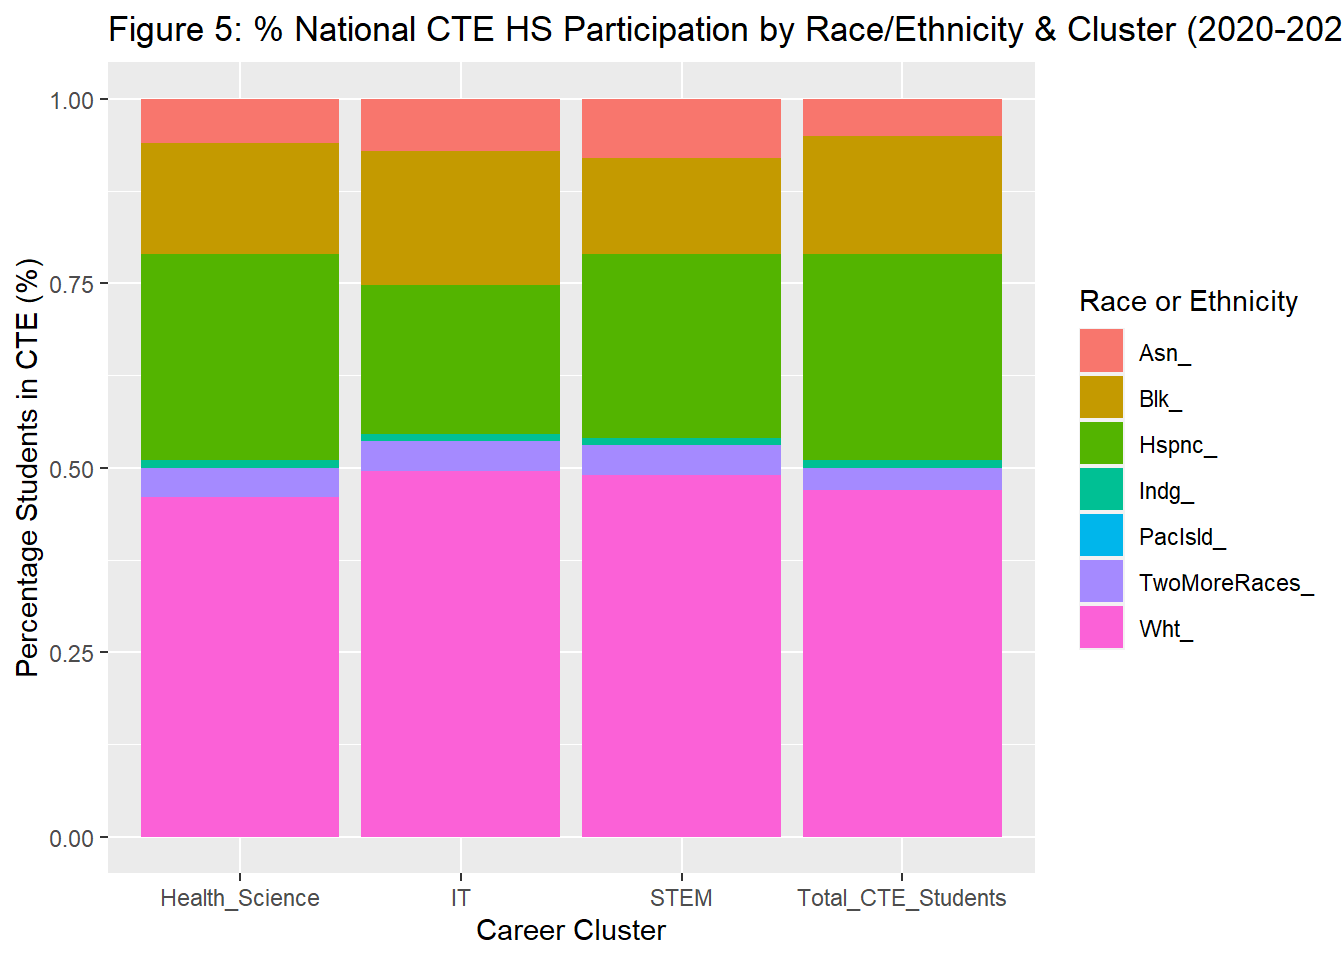 Figure 5: % National CTE HS Participation by Race/Ethnicity & Cluster (2020-202
1.00
0.75
0.50
0.25
0.00
Percentage Students in CTE (%)
Health_Science
IT
STEM
Total_CTE_Students
Career Cluster
Race or Ethnicity
Asn_
Blk_
Hspnc_
Indg_
PacIsld_
TwoMoreRaces_
Wht_